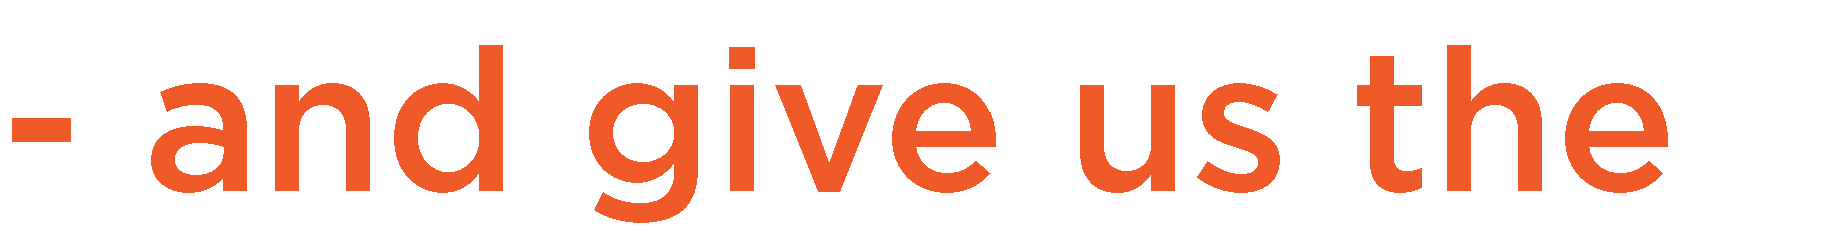 - and give us the